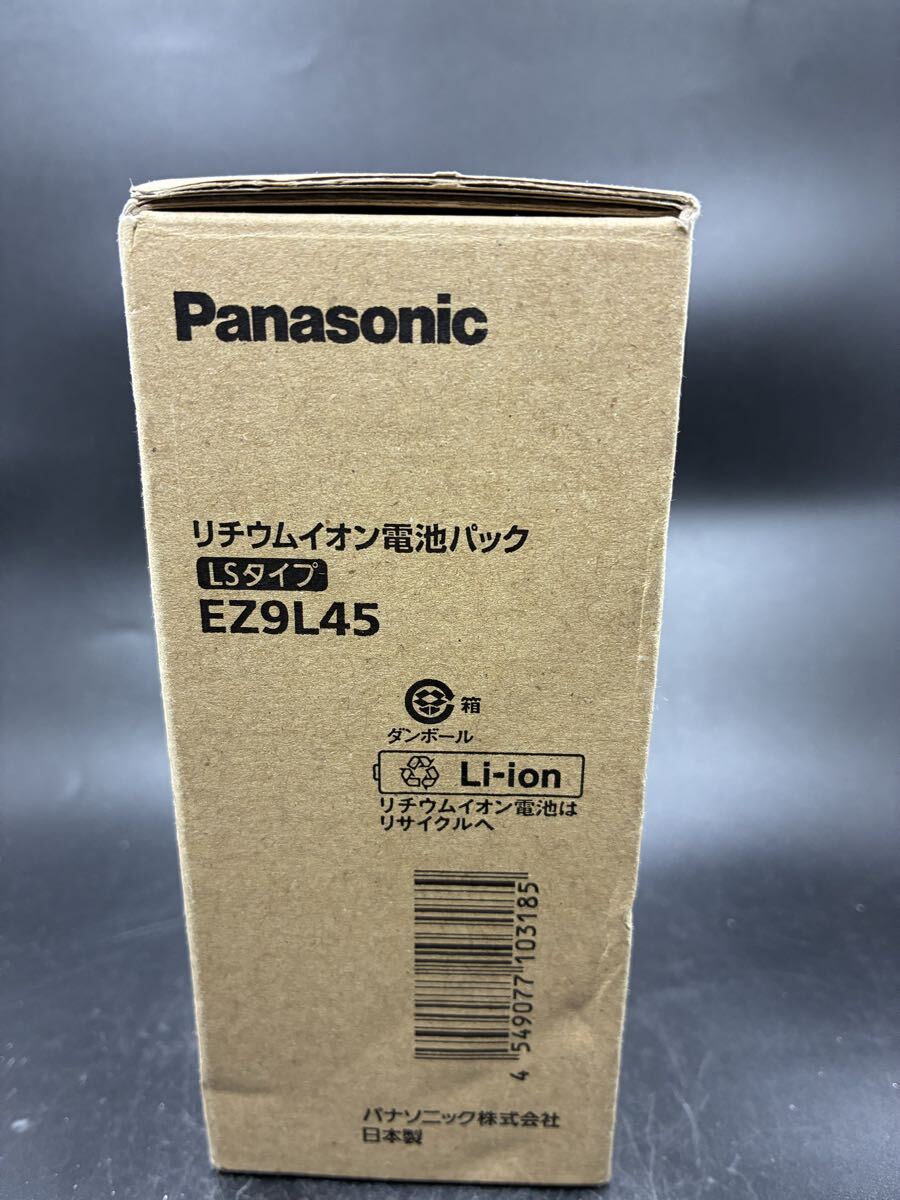 Panasonic
リチウムイオン電池パック
LSタイプ
EZ9L45
箱
ダンボール
Li-ion
リチウムイオン電池は
リサイクルへ
4 549077 103185
パナソニック株式会社
日本製